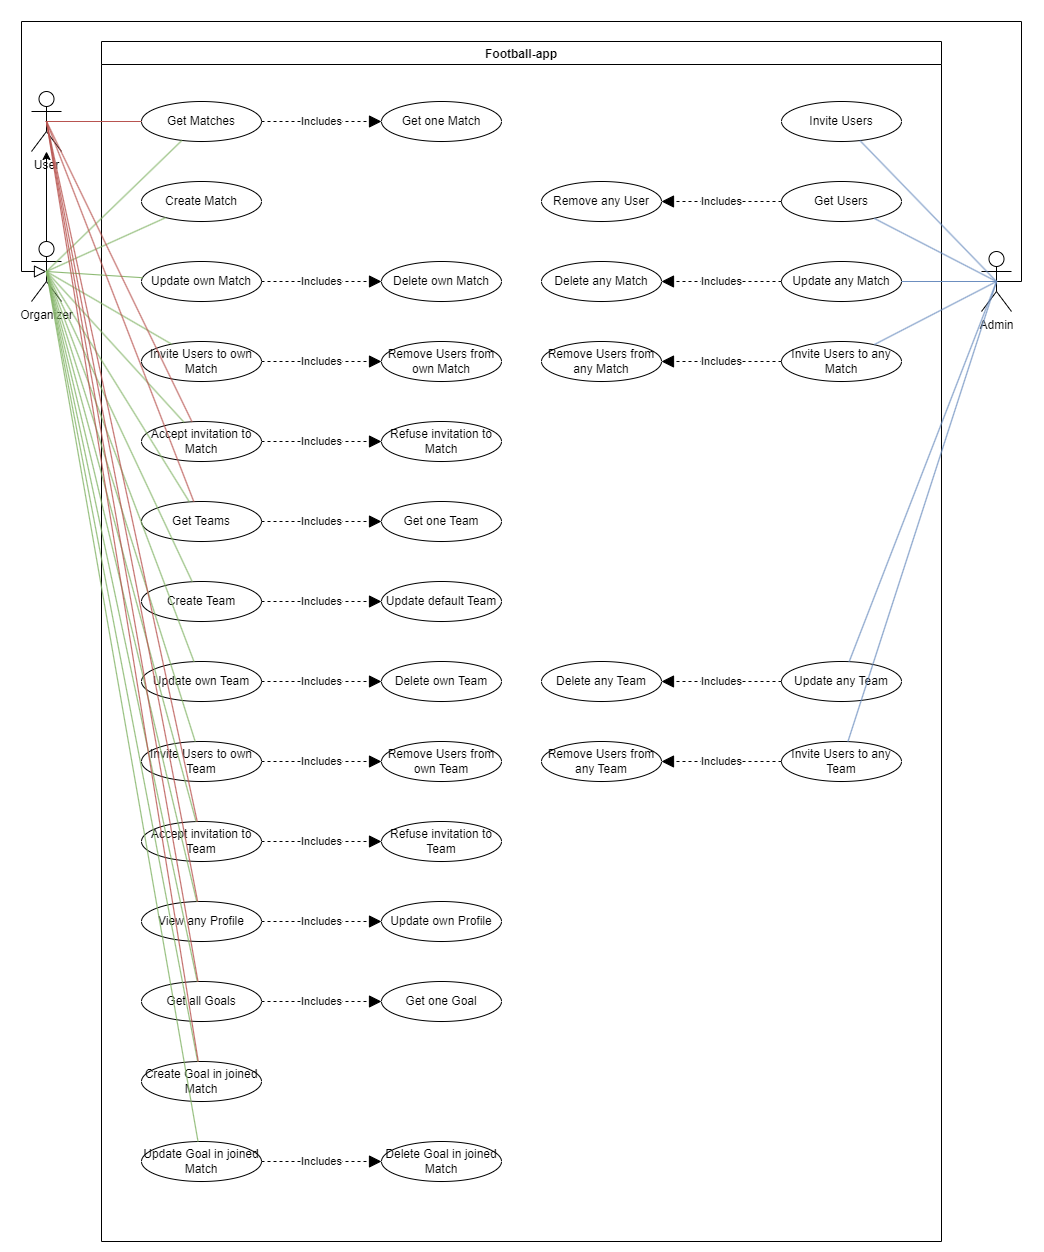 Football-app
Get Matches
Includes
Get one Match
Invite Users
User
Create Match
Remove any User
Includes
Get Users
Organizer
Update own Match
Includes
Delete own Match
Delete any Match
Includes
Update any Match
Admin
Invite Users to own
Match
Includes
Remove Users from
own Match
Remove Users from
any Match
Includes
Invite Users to any
Match
Accept invitation to
Match
Includes
Refuse invitation to
Match
Get Teams
Includes
Get one Team
Create Team
Includes
Update default Team
Update own Team
Includes
Delete own Team
Delete any Team
Includes
Update any Team
Invite Users to own
Team
Includes
Remove Users from
own Team
Remove Users from
any Team
Includes
Invite Users to any
Team
Accept invitation to
Team
Includes
Refuse invitation to
Team
View any Profile
Includes
Update own Profile
Get all Goals
Includes
Get one Goal
Create Goal in joined
Match
Update Goal in joined
Match
Includes
Delete Goal in joined
Match